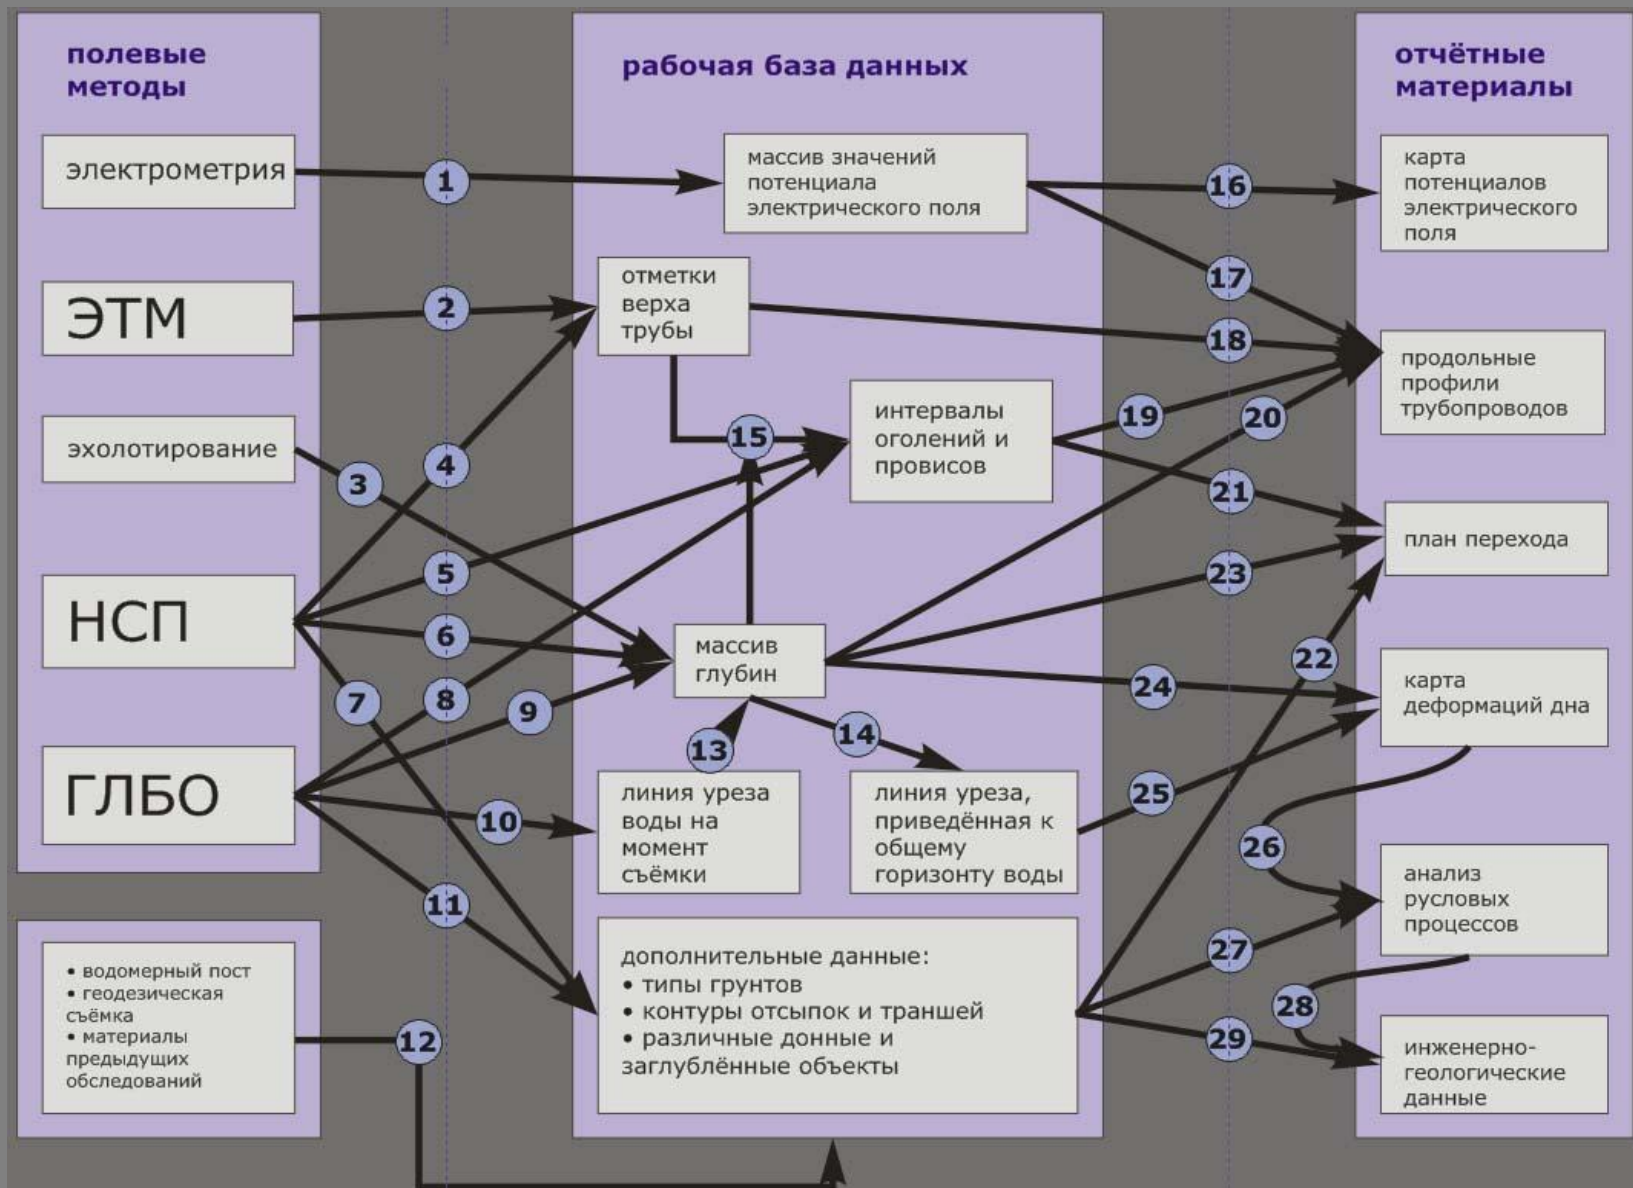 полевые
методы
электрометрия
ЭТМ
эхолотирование
НСП
ГЛБО
• водомерный пост
• геодезическая
съёмка
• материалы
предыдущих
обследований
1
2
3
4
5
6
7
8
9
10
11
12
рабочая база данных
массив значений
потенциала
электрического поля
отметки
верха
трубы
15
интервалы
оголений и
провисов
массив
глубин
13
14
линия уреза
воды на
момент
съёмки
линия уреза,
приведённая к
общему
горизонту воды
дополнительные данные:
• типы грунтов
• контуры отсыпок и траншей
• различные донные и
заглублённые объекты
16
17
18
19
20
21
23
22
24
25
26
27
28
29
отчётные
материалы
карта
потенциалов
электрического
поля
продольные
профили
трубопроводов
план перехода
карта
деформаций дна
анализ
русловых
процессов
инженерно-
геологические
данные